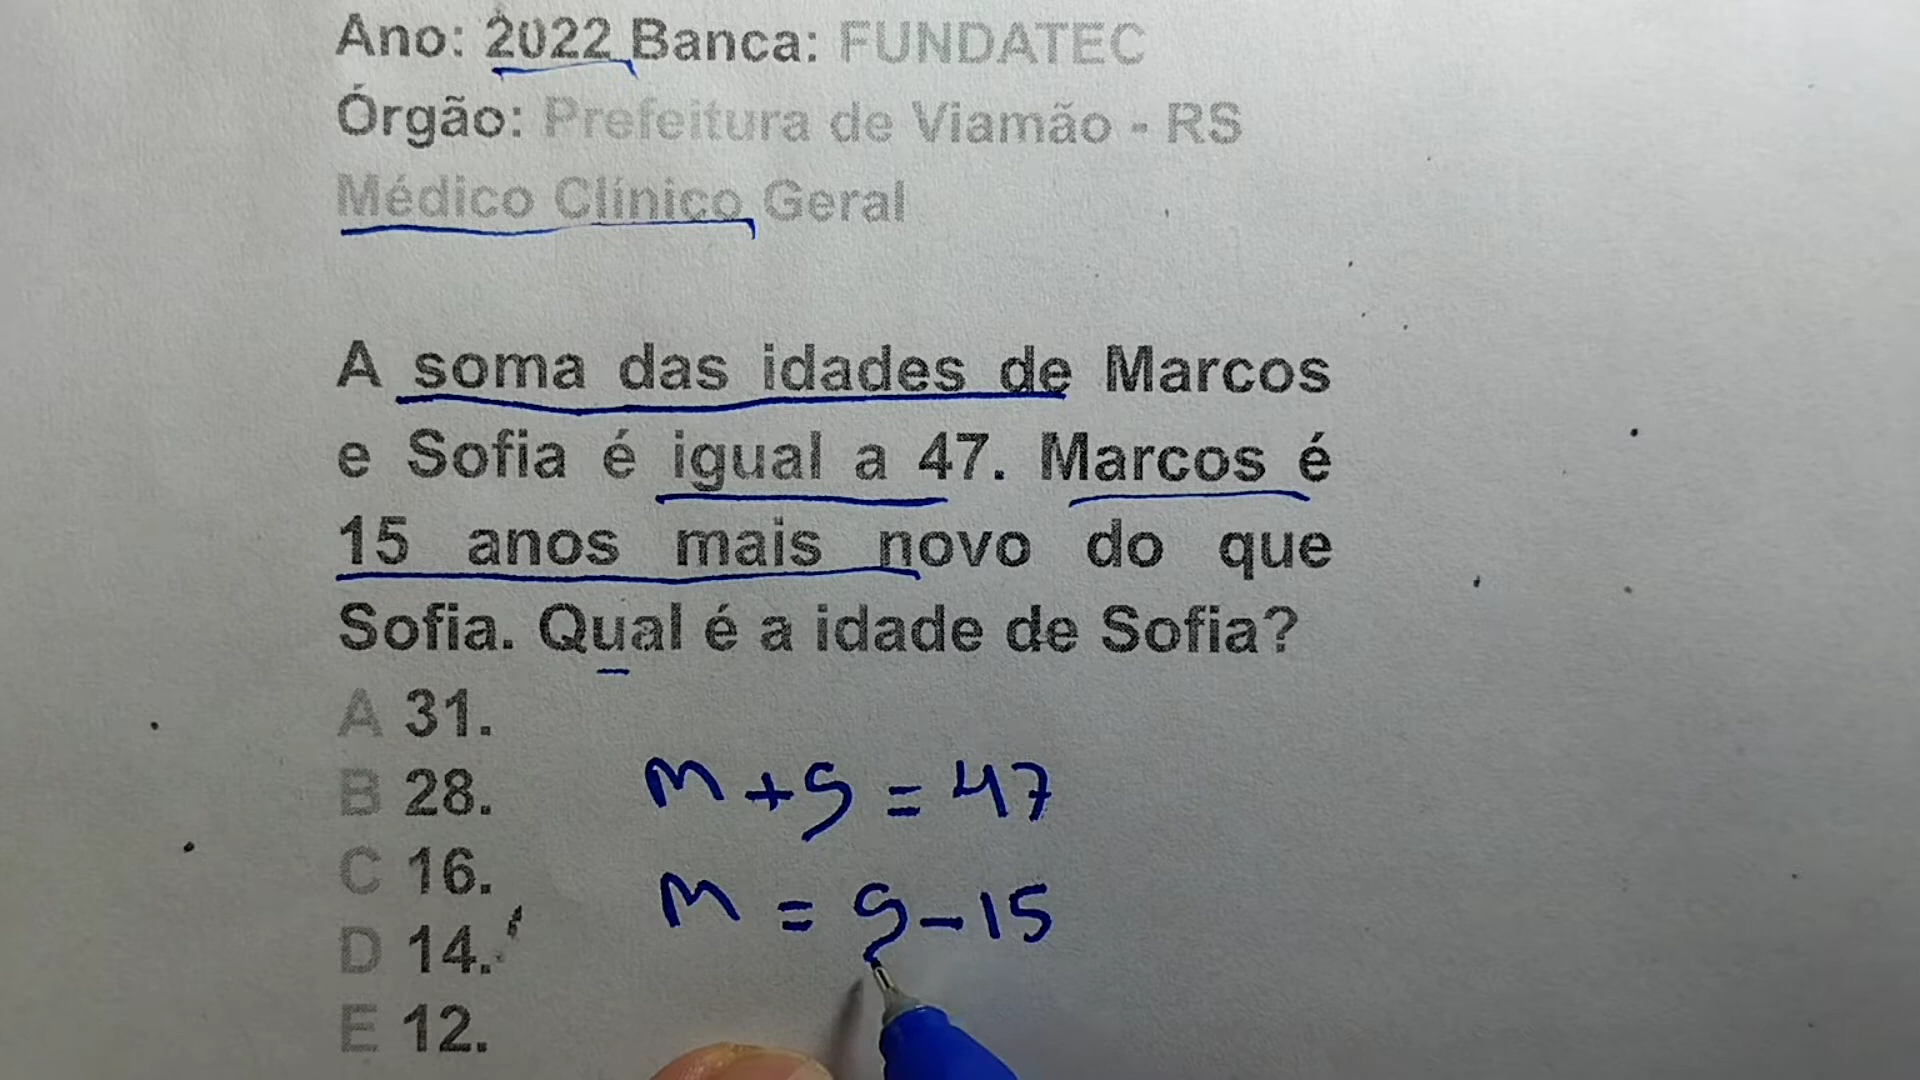 Ano: 2022 Banca: FUNDATEC
Órgão: Prefeitura de Viamão - RS
Médico Clínico Geral
A soma das idades de Marcos
e Sofia é igual a 47. Marcos é
15 anos mais novo do que
Sofia. Qual é a idade de Sofia?
A 31.
B 28.
C 16.
D 14.
E 12.
M + S = 47
M = S - 15